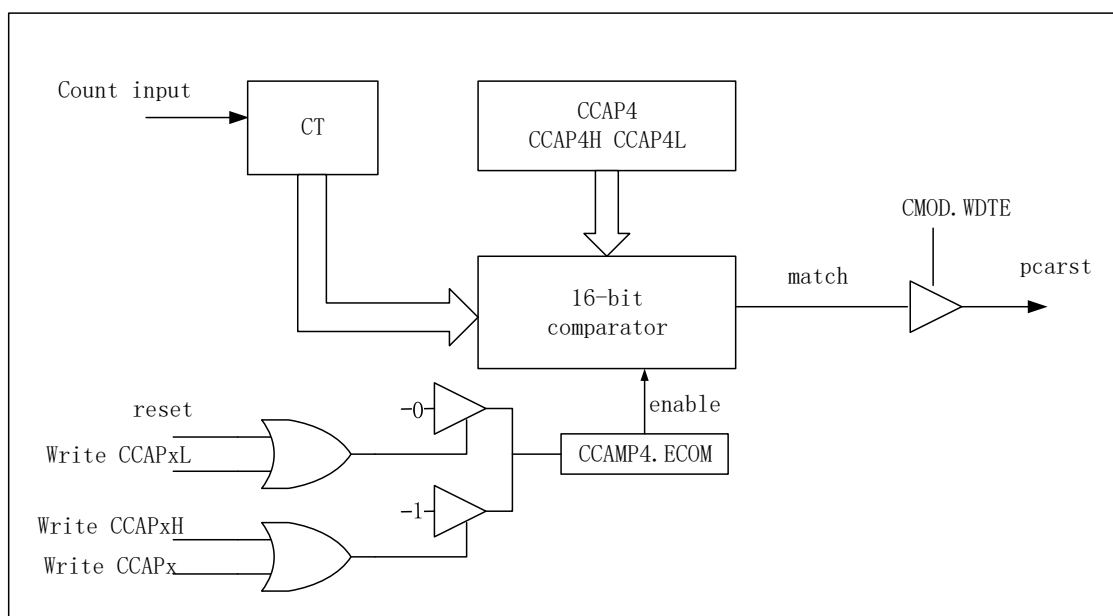 Count input
CT
CCAP4
CCAP4H CCAP4L
CMOD.WDTE
16-bit
comparator
match
pcarst
enable
reset
-0
Write CCAPxL
CCAMP4.ECOM
-1
Write CCAPxH
Write CCAPx